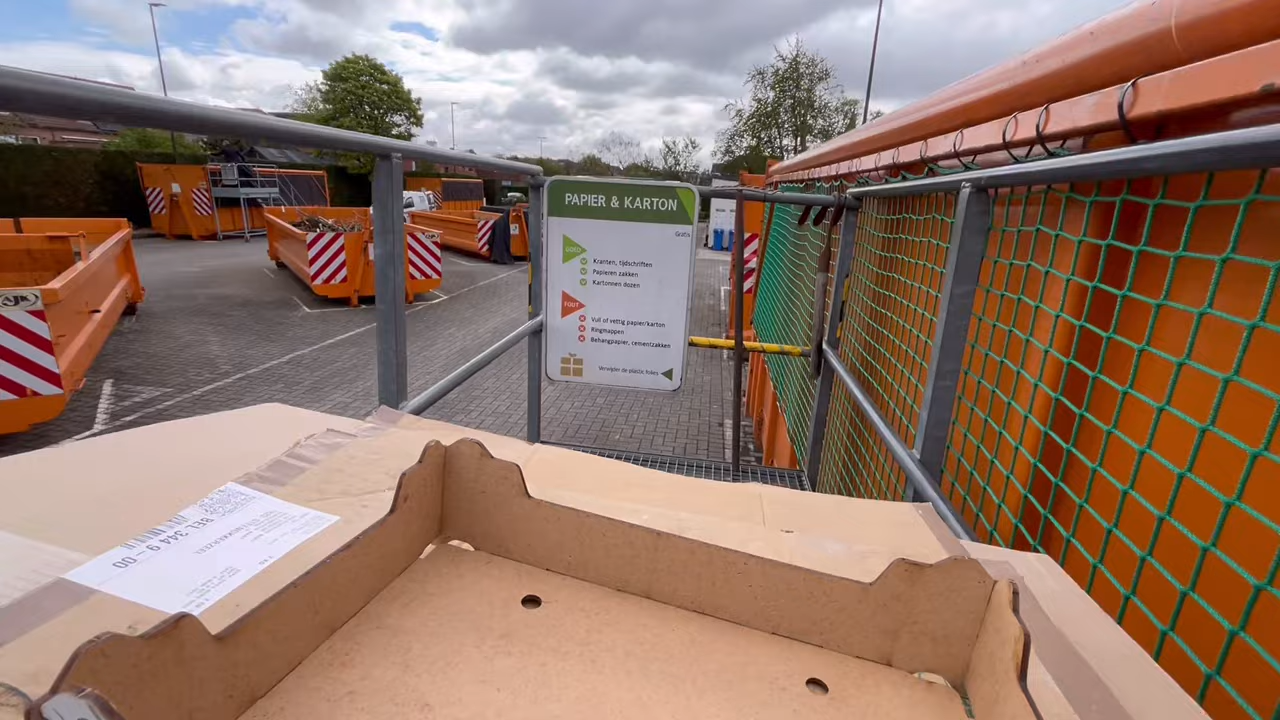 PAPIER & KARTON
Gratis
GOED
Kranten, tijdschriften
Papieren zakken
Kartonnen dozen
FOUT
Vuil of vettig papier/karton
Ringmappen
Behangpapier, cementzakken
Verwijder de plastic folies
BEL 344 9 - 00